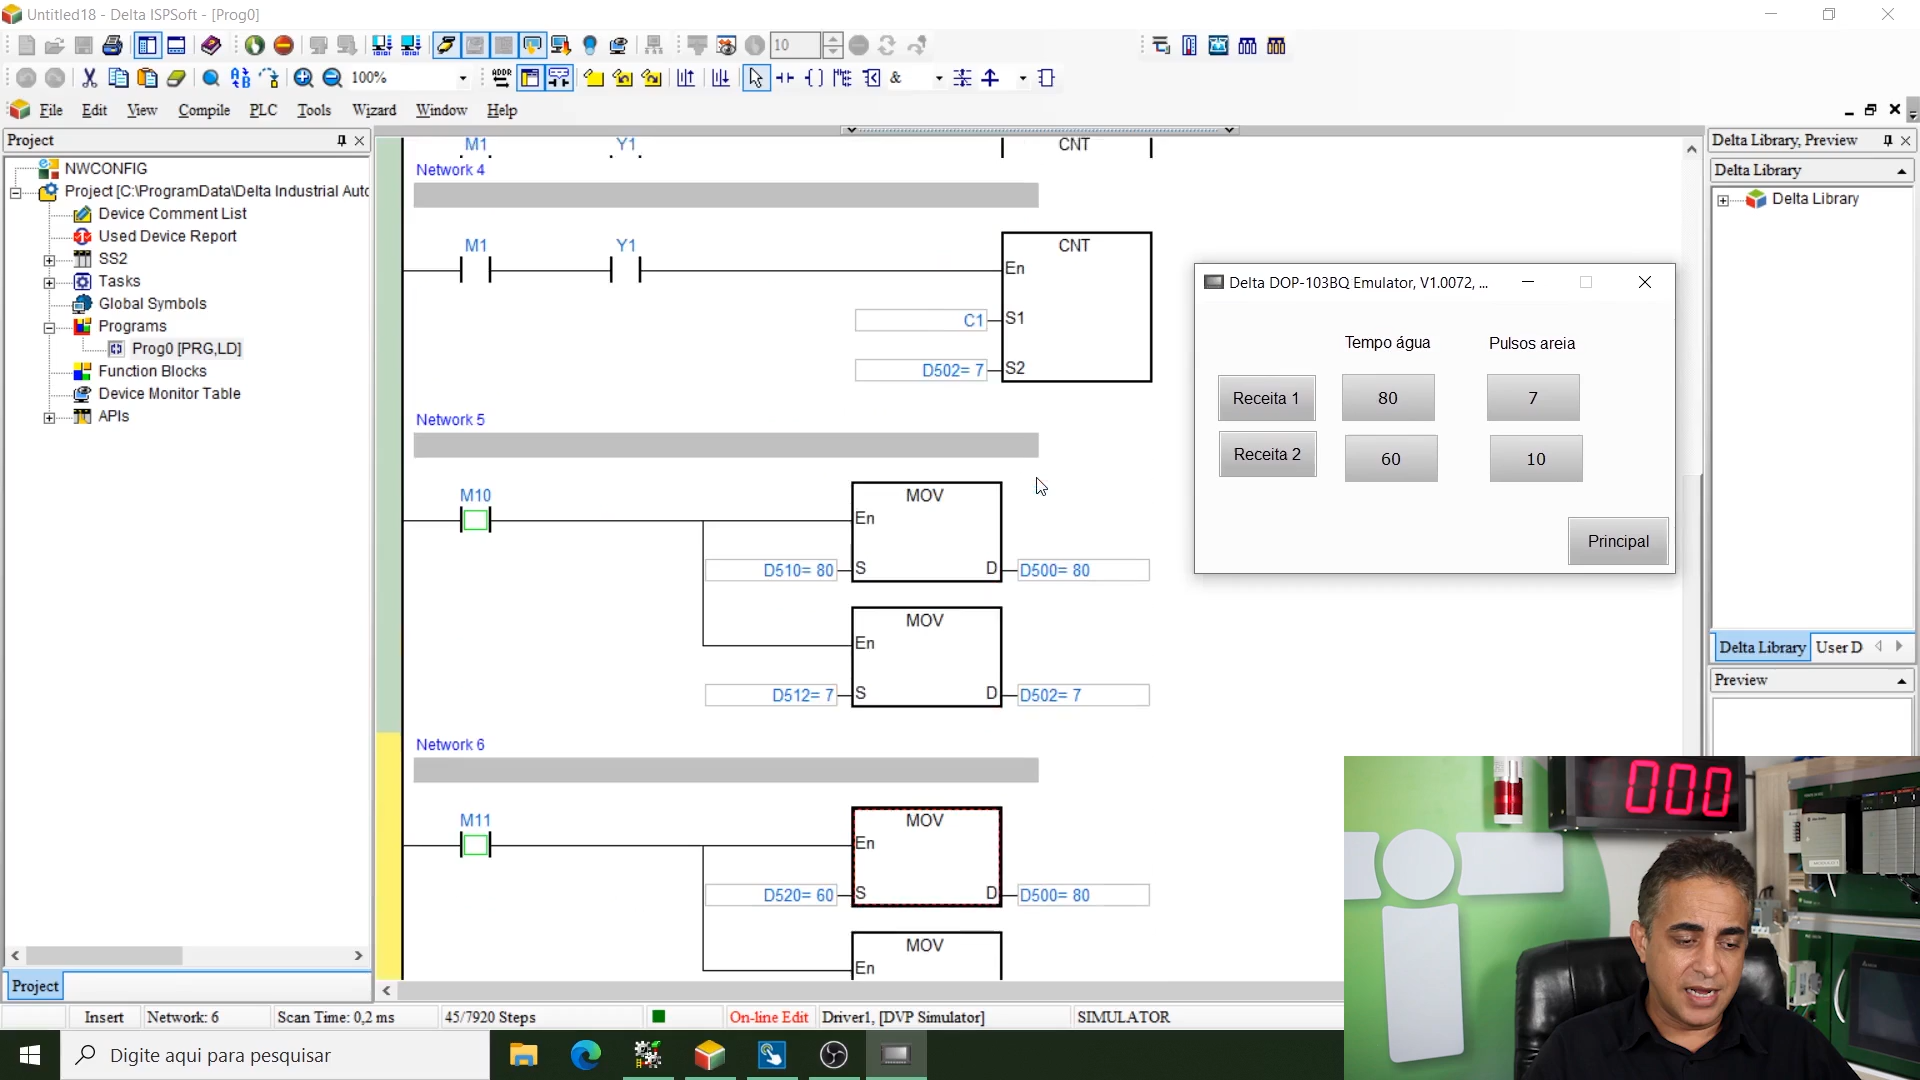 Untitled18 - Delta ISPSoft - [Prog0]
10
100%
ADDR
&
File Edit View Compile PLC Tools Wizard Window Help
Project
NWCONFIG
Project [C:\ProgramData\Delta Industrial Auto
Device Comment List
Used Device Report
SS2
Tasks
Global Symbols
Programs
Prog0 [PRG,LD]
Function Blocks
Device Monitor Table
APIs
Project
M1 Y1 CNT
Network 4
M1 Y1 CNT
En
C1 S1
D502= 7 S2
Network 5
M10 MOV
En
D510= 80 S D D500= 80
MOV
En
D512= 7 S D D502= 7
Network 6
M11 MOV
En
D520= 60 S D D500= 80
MOV
En
Delta DOP-103BQ Emulator, V1.0072, ...
Tempo água Pulsos areia
Receita 1 80 7
Receita 2 60 10
Principal
Delta Library, Preview
Delta Library
Delta Library
Delta Library User D
Preview
000
Insert Network: 6 Scan Time: 0,2 ms 45/7920 Steps On-line Edit Driver1, [DVP Simulator] SIMULATOR
Digite aqui para pesquisar